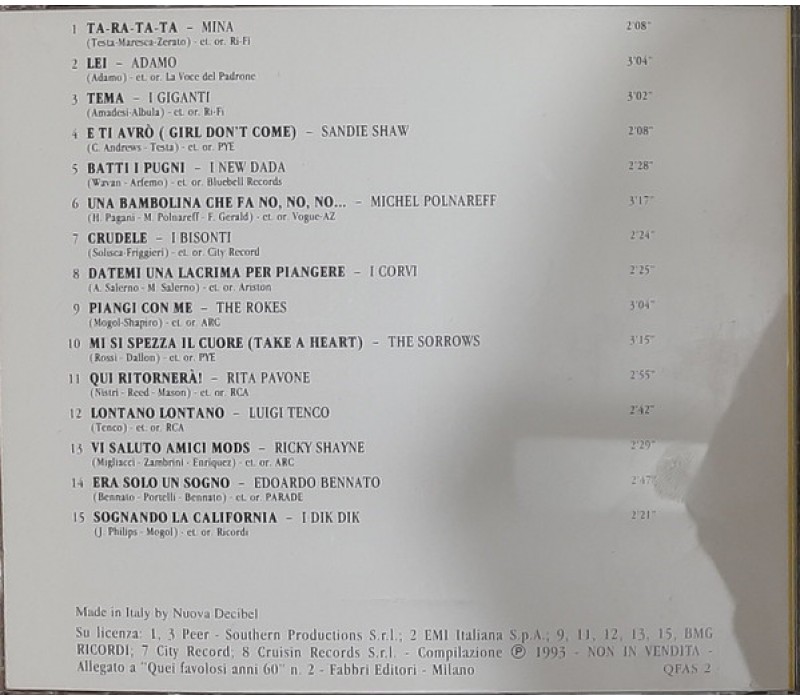 1 TA-RA-TA-TA – MINA 2'08"
(Testa-Maresca-Zerato) - et. or. Ri-Fi
2 LEI – ADAMO 3'04"
(Adamo) - et. or. La Voce del Padrone
3 TEMA – I GIGANTI 3'02"
(Amadesi-Albula) - et. or. Ri-Fi
4 E TI AVRÒ ( GIRL DON'T COME) – SANDIE SHAW 2'08"
(C. Andrews - Testa) - et. or. PYE
5 BATTI I PUGNI – I NEW DADA 2'28"
(Wavan - Arfemo) - et. or. Bluebell Records
6 UNA BAMBOLINA CHE FA NO, NO, NO... – MICHEL POLNAREFF 3'17"
(H. Pagani - M. Polnareff - F. Gerald) - et. or. Vogue-AZ
7 CRUDELE – I BISONTI 2'24"
(Solisca-Friggieri) - et. or. City Record
8 DATEMI UNA LACRIMA PER PIANGERE – I CORVI 2'25"
(A. Salerno - M. Salerno) - et. or. Ariston
9 PIANGI CON ME – THE ROKES 3'04"
(Mogol-Shapiro) - et. or. ARC
10 MI SI SPEZZA IL CUORE (TAKE A HEART) – THE SORROWS 3'15"
(Rossi - Dallon) - et. or. PYE
11 QUI RITORNERÀ! – RITA PAVONE 2'55"
(Nistri - Reed - Mason) - et. or. RCA
12 LONTANO LONTANO – LUIGI TENCO 2'42"
(Tenco) - et. or. RCA
13 VI SALUTO AMICI MODS – RICKY SHAYNE 2'29"
(Migliacci - Zambrini - Enriquez) - et. or. ARC
14 ERA SOLO UN SOGNO – EDOARDO BENNATO 2'47"
(Bennato - Portelli - Bennato) - et. or. PARADE
15 SOGNANDO LA CALIFORNIA – I DIK DIK 2'21"
(J. Philips - Mogol) - et. or. Ricordi
Made in Italy by Nuova Decibel
Su licenza: 1, 3 Peer - Southern Productions S.r.l.; 2 EMI Italiana S.p.A.; 9, 11, 12, 13, 15, BMG
RICORDI; 7 City Record; 8 Cruisin Records S.r.l. - Compilazione ℗ 1993 - NON IN VENDITA -
Allegato a "Quei favolosi anni 60" n. 2 - Fabbri Editori - Milano QFAS 2